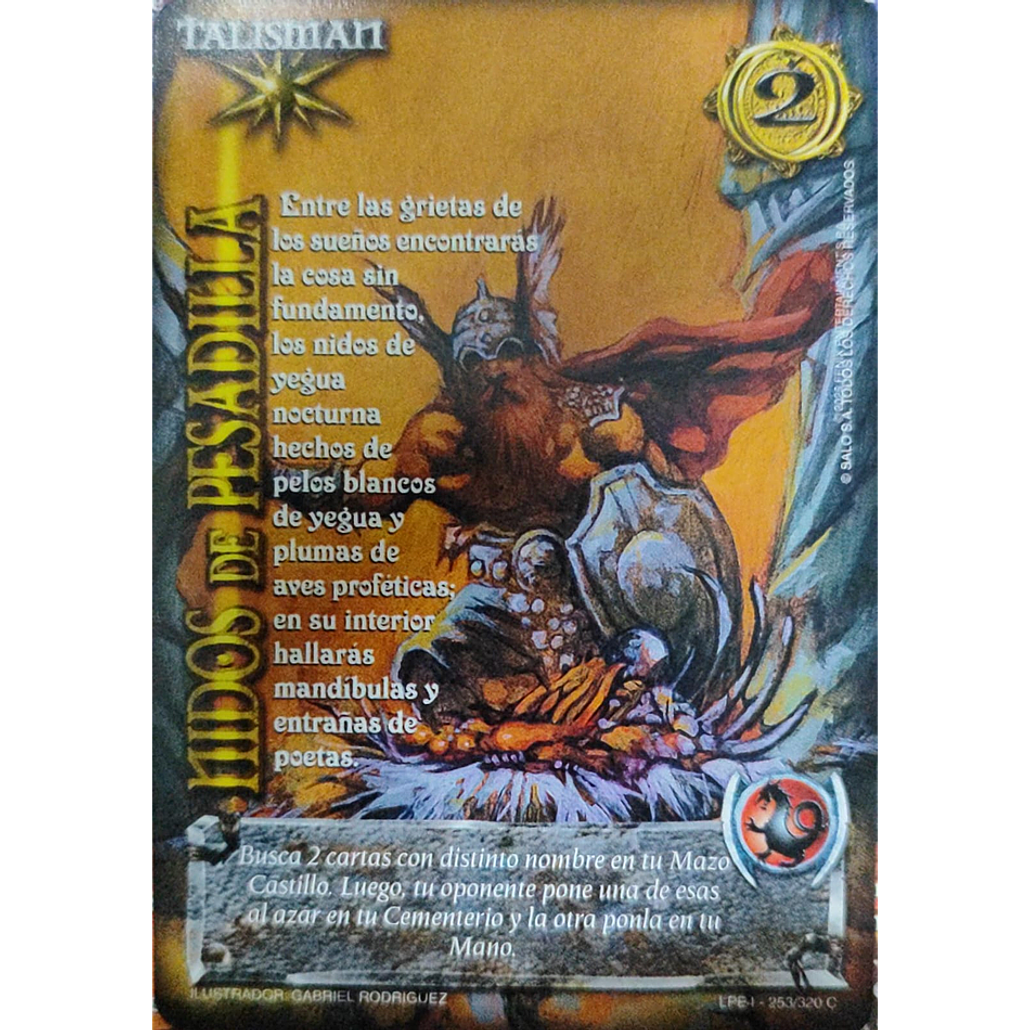 TALISMAN
2
NIDOS DE PESADILLA
Entre las grietas de
los sueños encontrarás
la cosa sin
fundamento,
los nidos de
yegua
nocturna
hechos de
pelos blancos
de yegua y
plumas de
aves proféticas;
en su interior
hallarás
mandíbulas y
entrañas de
poetas.
© SALO S.A. TODOS LOS DERECHOS RESERVADOS
Busca 2 cartas con distinto nombre en tu Mazo
Castillo. Luego, tu oponente pone una de esas
al azar en tu Cementerio y la otra ponla en tu
Mano.
ILUSTRADOR: GABRIEL RODRIGUEZ
LPE-I - 253/320 C